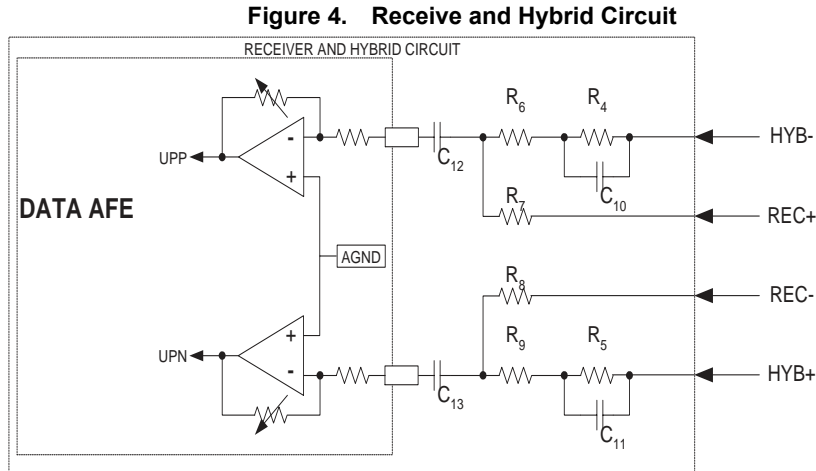 Figure 4. Receive and Hybrid Circuit
RECEIVER AND HYBRID CIRCUIT
R6
R4
UPP
-
+
C12
HYB-
C10
DATA AFE
R7
REC+
AGND
R8
REC-
R9
R5
UPN
+
-
C13
HYB+
C11